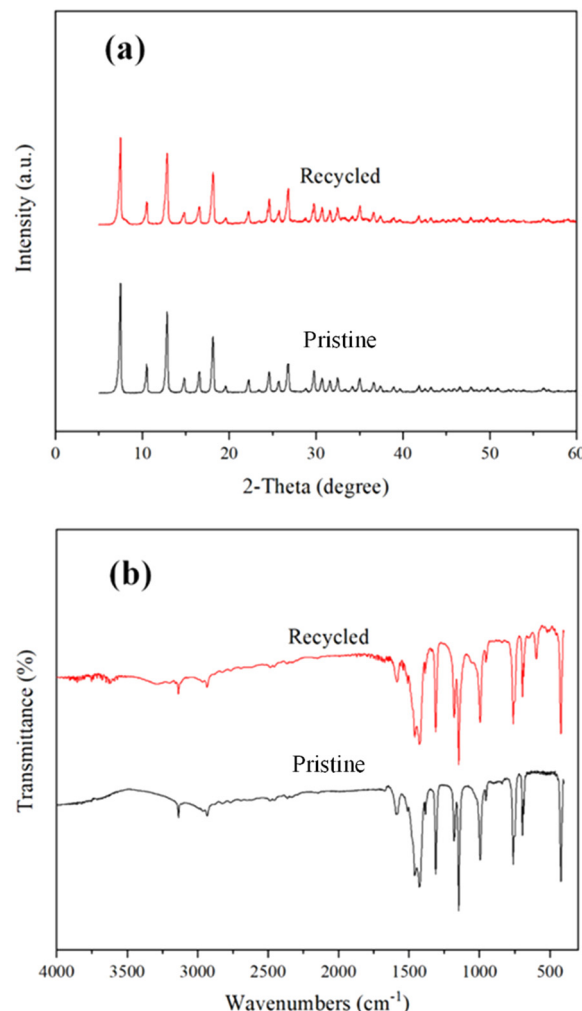 (a)
Recycled
Pristine
Intensity (a.u.)
0 10 20 30 40 50 60
2-Theta (degree)
(b)
Recycled
Pristine
Transmittance (%)
4000 3500 3000 2500 2000 1500 1000 500
Wavenumbers (cm⁻¹)